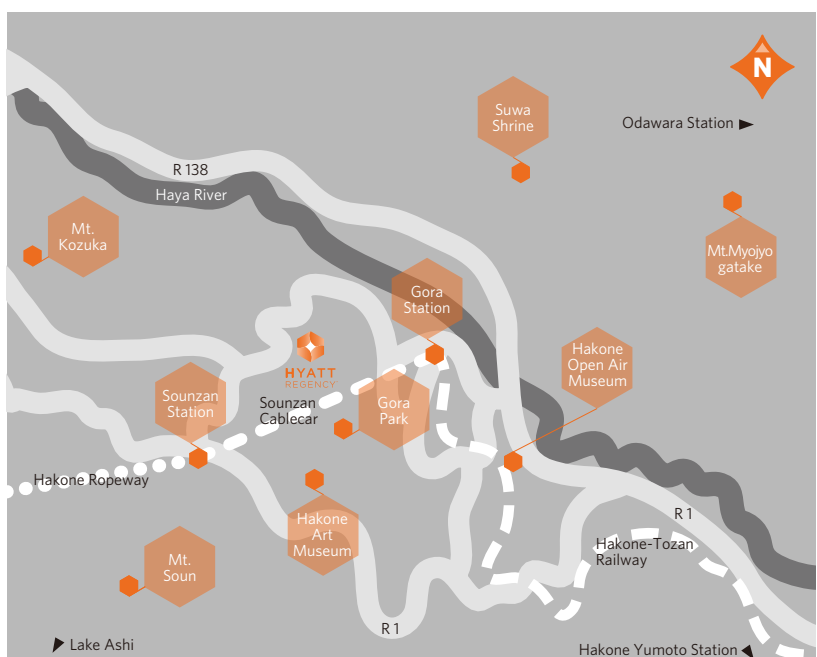 N
Suwa
Shrine
Odawara Station
R 138
Haya River
Mt.
Kozuka
Mt.Myojyo
gatake
Gora
Station
Hakone
Open Air
Museum
HYATT
REGENCY
Sounzan
Station
Sounzan
Cablecar
Gora
Park
Hakone Ropeway
Hakone
Art
Museum
R 1
Mt.
Soun
Hakone-Tozan
Railway
R 1
Lake Ashi
Hakone Yumoto Station